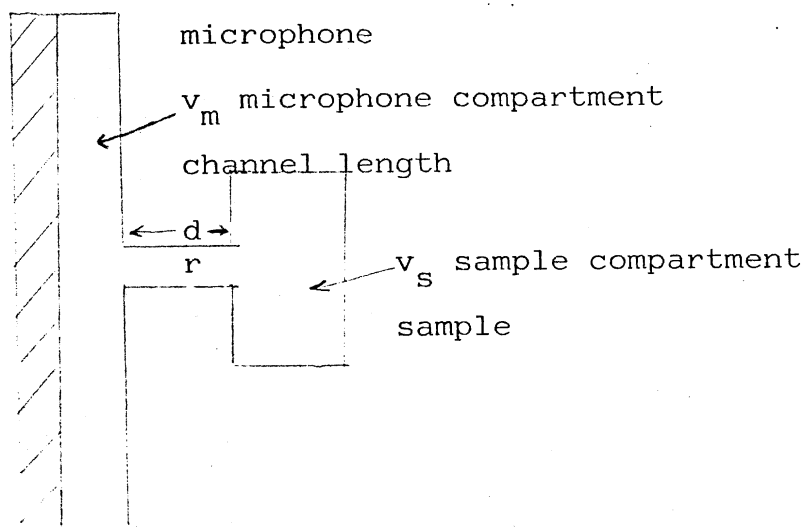 microphone
v_m microphone compartment
channel length
d
r
v_s sample compartment
sample